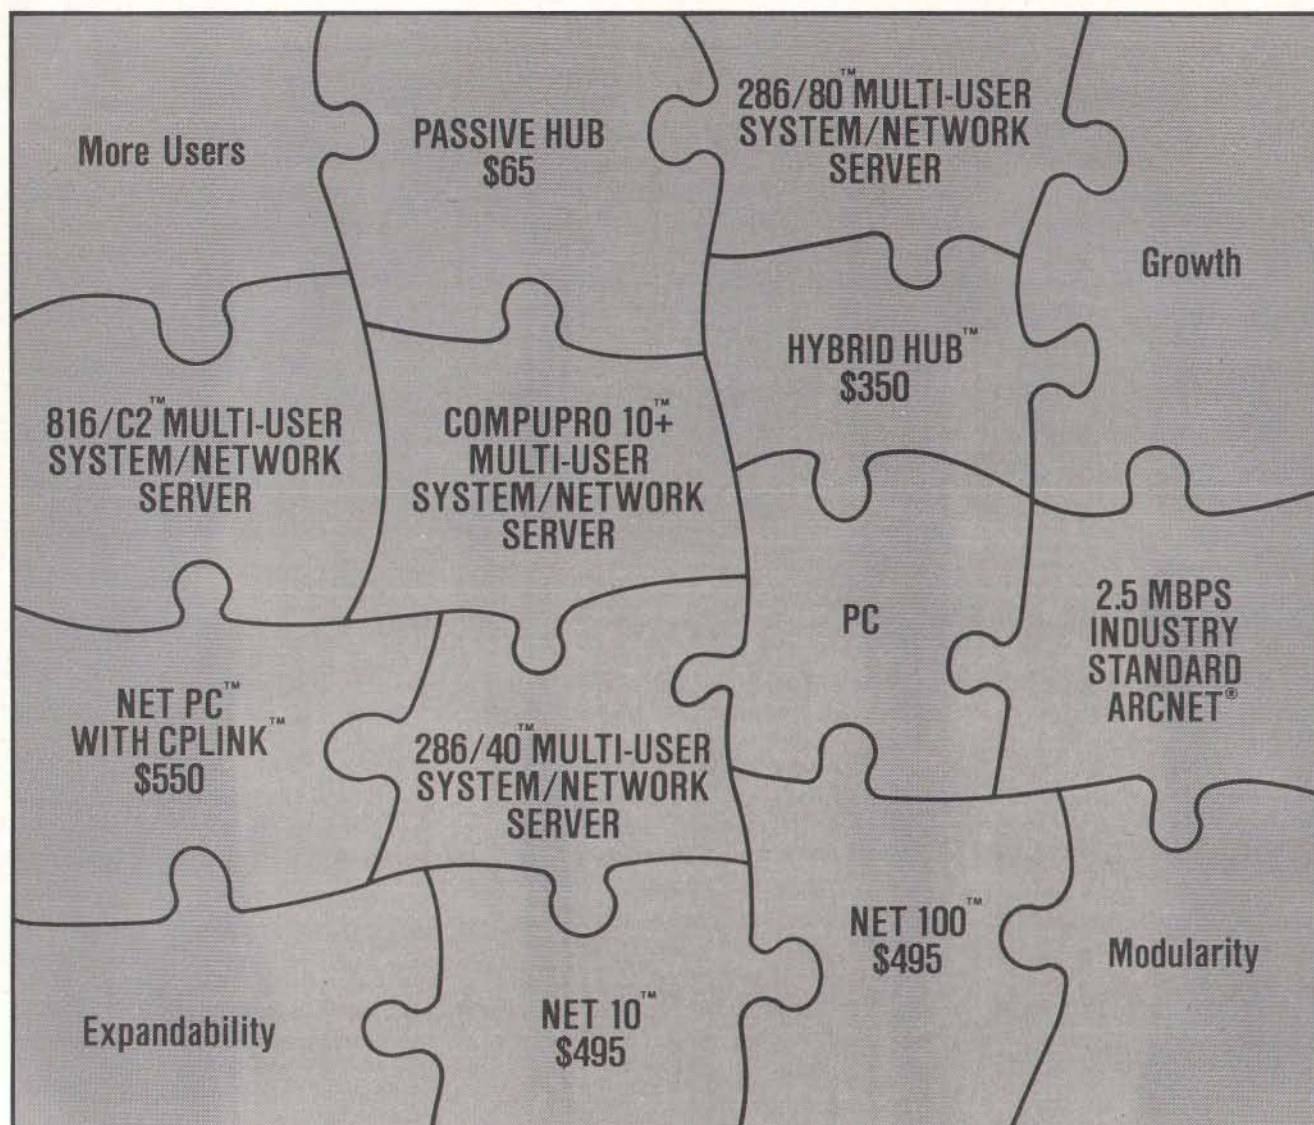 More Users
PASSIVE HUB
$65
286/80™ MULTI-USER
SYSTEM/NETWORK
SERVER
Growth
HYBRID HUB™
$350
816/C2™ MULTI-USER
SYSTEM/NETWORK
SERVER
COMPUPRO 10+™
MULTI-USER
SYSTEM/NETWORK
SERVER
PC
2.5 MBPS
INDUSTRY
STANDARD
ARCNET®
NET PC™
WITH CPLINK™
$550
286/40™ MULTI-USER
SYSTEM/NETWORK
SERVER
NET 100™
$495
Modularity
Expandability
NET 10™
$495